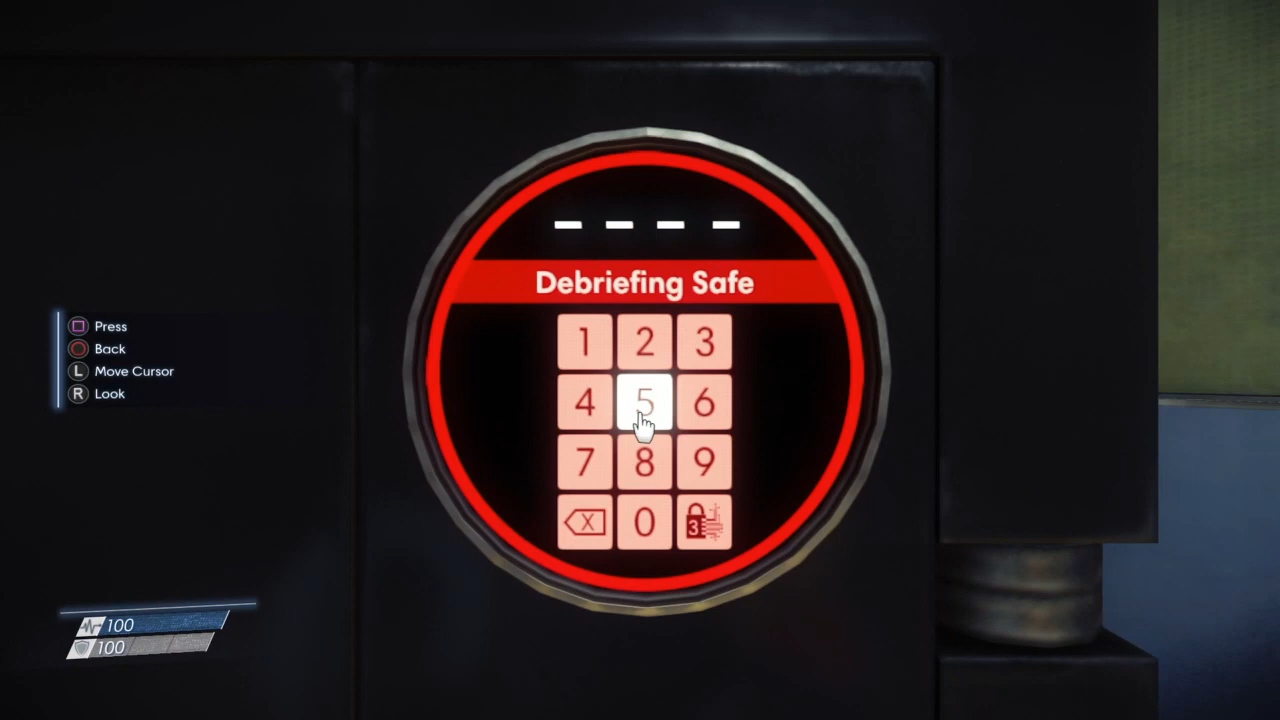 Debriefing Safe
1 2 3
Press
Back
4 5 6
Move Cursor
Look
7 8 9
0 3
100
100